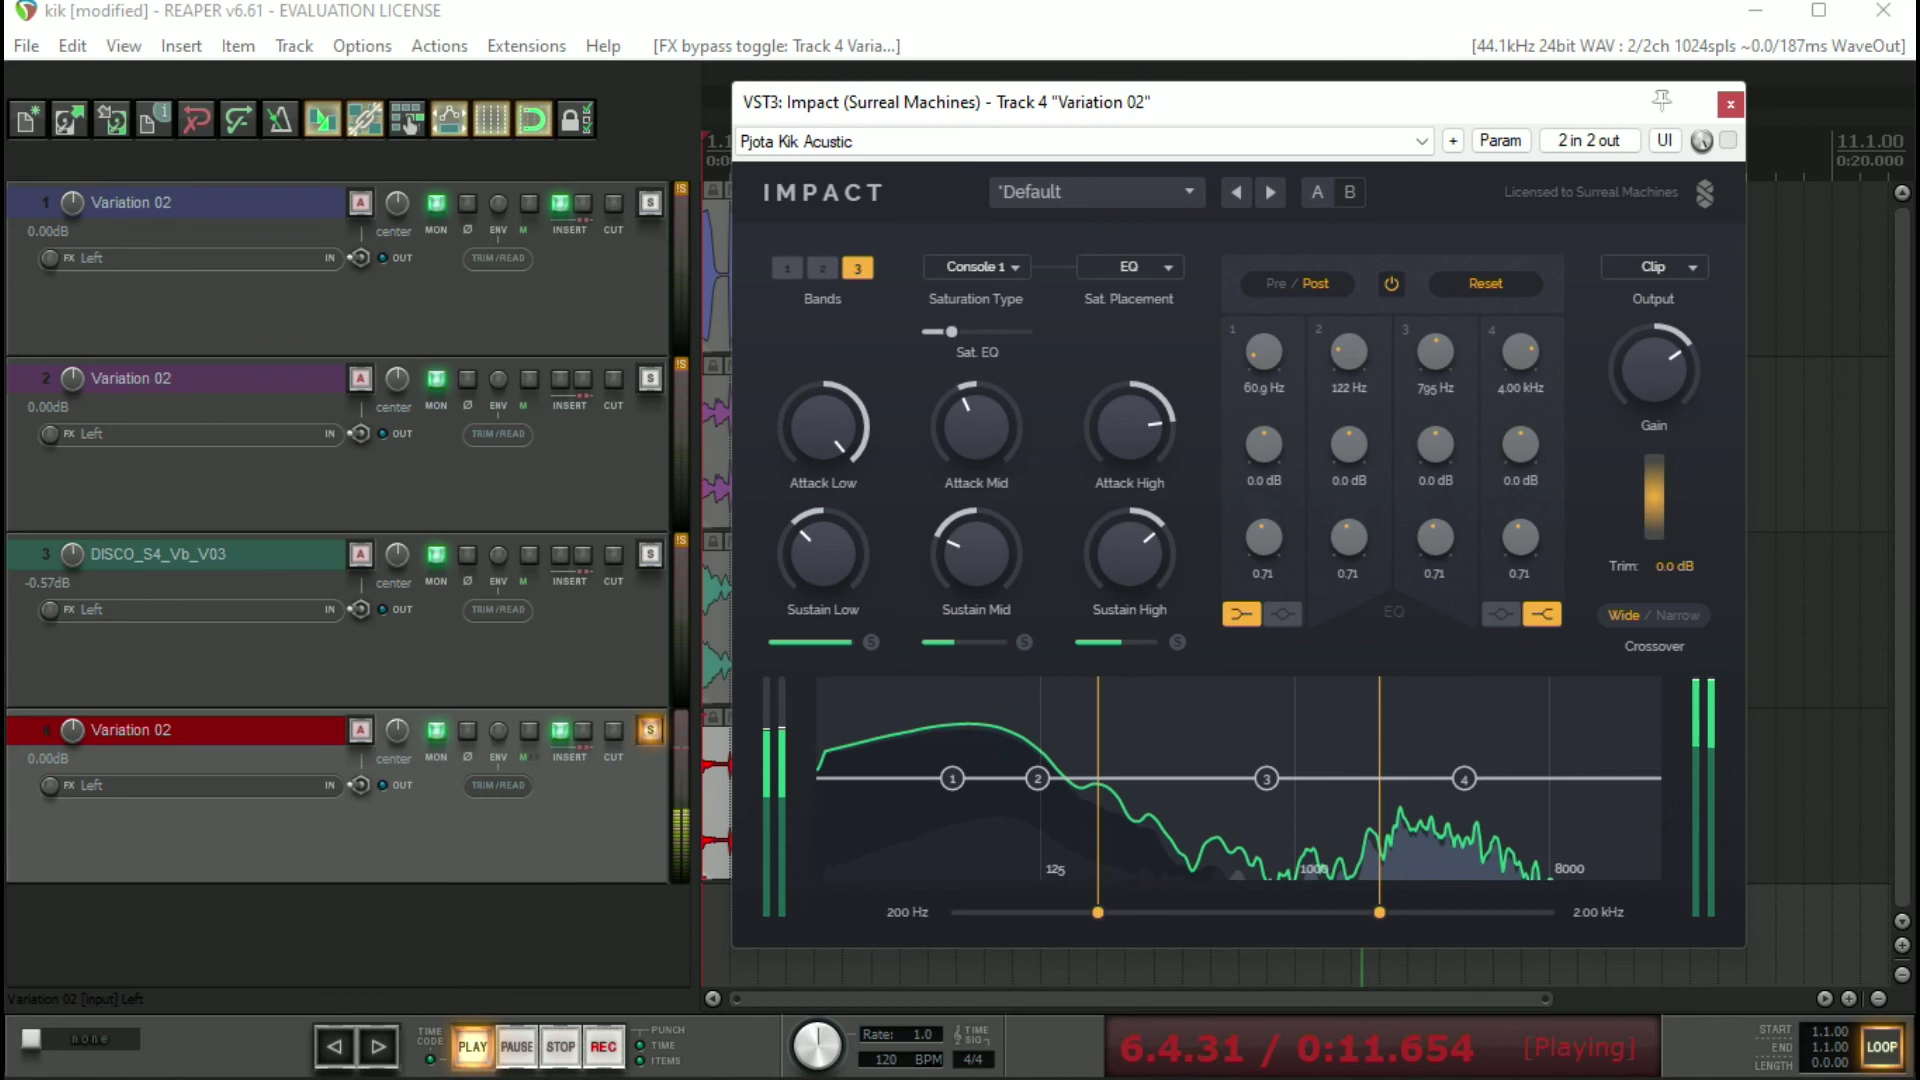 kik [modified] - REAPER v6.61 - EVALUATION LICENSE
File Edit View Insert Item Track Options Actions Extensions Help [FX bypass toggle: Track 4 Varia...] [44.1kHz 24bit WAV : 2/2ch 1024spls ~0.0/187ms WaveOut]
VST3: Impact (Surreal Machines) - Track 4 "Variation 02"
x
Pjota Kik Acustic + Param 2 in 2 out UI
11.1.00
0:20.000
IMPACT *Default A B Licensed to Surreal Machines
1 Variation 02 A S
0.00dB center MON Ø ENV M INSERT CUT
FX Left IN OUT TRIM/READ
2 Variation 02 A S
0.00dB center MON Ø ENV M INSERT CUT
FX Left IN OUT TRIM/READ
3 DISCO_S4_Vb_V03 A S
-0.57dB center MON Ø ENV M INSERT CUT
FX Left IN OUT TRIM/READ
4 Variation 02 A S
0.00dB center MON Ø ENV M INSERT CUT
FX Left IN OUT TRIM/READ
1 2 3 Console 1 EQ Clip
Bands Saturation Type Sat. Placement Pre / Post Reset Output
Sat. EQ
1 2 3 4
60.9 Hz 122 Hz 795 Hz 4.00 kHz
Gain
Attack Low Attack Mid Attack High 0.0 dB 0.0 dB 0.0 dB 0.0 dB
Trim: 0.0 dB
0.71 0.71 0.71 0.71
Sustain Low Sustain Mid Sustain High EQ Wide / Narrow
S S S Crossover
1 2 3 4
125 1000 8000
200 Hz 2.00 kHz
Variation 02 [input] Left
none
TIME CODE PLAY PAUSE STOP REC
PUNCH
TIME
ITEMS
Rate: 1.0 TIME SIG
120 BPM 4/4
6.4.31 / 0:11.654 [Playing]
START 1.1.00
END 1.1.00
LENGTH 0.0.00
LOOP